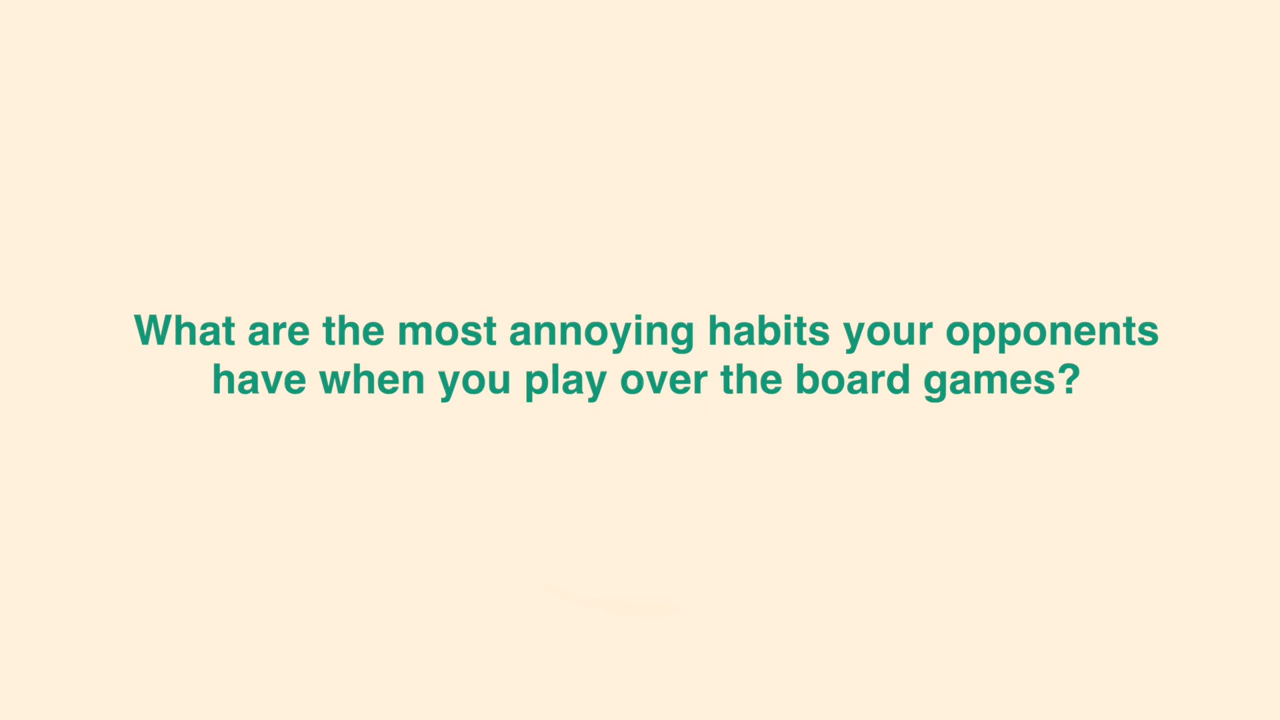 What are the most annoying habits your opponents
have when you play over the board games?